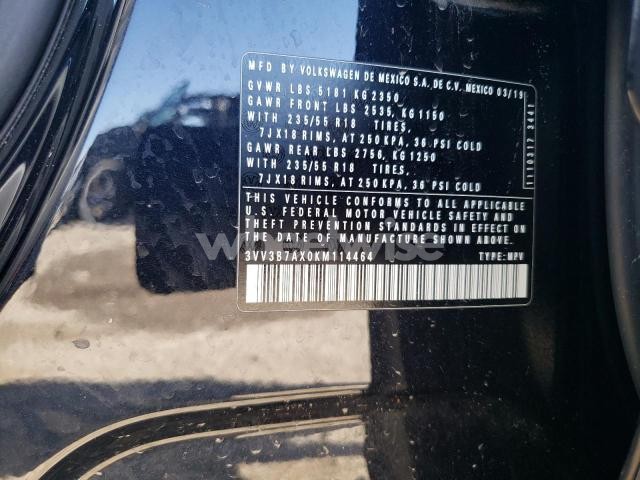 MFD BY VOLKSWAGEN DE MEXICO S.A. DE C.V. MEXICO 03/19
GVWR LBS 5181 KG 2350
GAWR FRONT LBS 2535, KG 1150
WITH 235/55 R18 TIRES,
7JX18 RIMS, AT 250 KPA, 36 PSI COLD
GAWR REAR LBS 2756, KG 1250
WITH 235/55 R18 TIRES,
7JX18 RIMS, AT 250 KPA, 36 PSI COLD
THIS VEHICLE CONFORMS TO ALL APPLICABLE
U.S. FEDERAL MOTOR VEHICLE SAFETY AND
THEFT PREVENTION STANDARDS IN EFFECT ON
THE DATE OF MANUFACTURE SHOWN ABOVE.
3VV3B7AX0KM114464 TYPE: MPV
1110317 3441